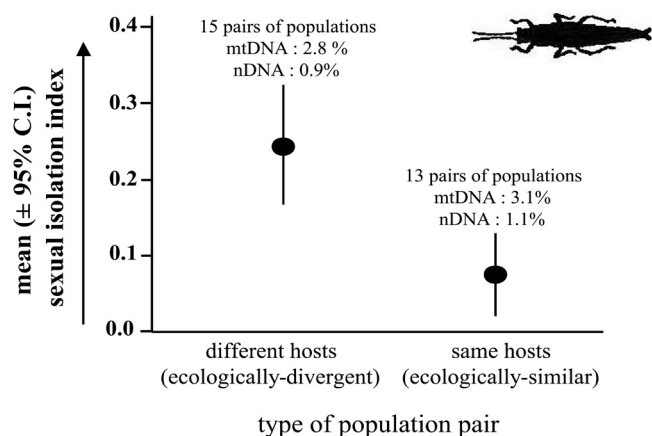 0.4
0.3
0.2
0.1
0.0
mean (± 95% C.I.)
sexual isolation index
15 pairs of populations
mtDNA : 2.8 %
nDNA : 0.9%
13 pairs of populations
mtDNA : 3.1%
nDNA : 1.1%
different hosts
(ecologically-divergent)
same hosts
(ecologically-similar)
type of population pair